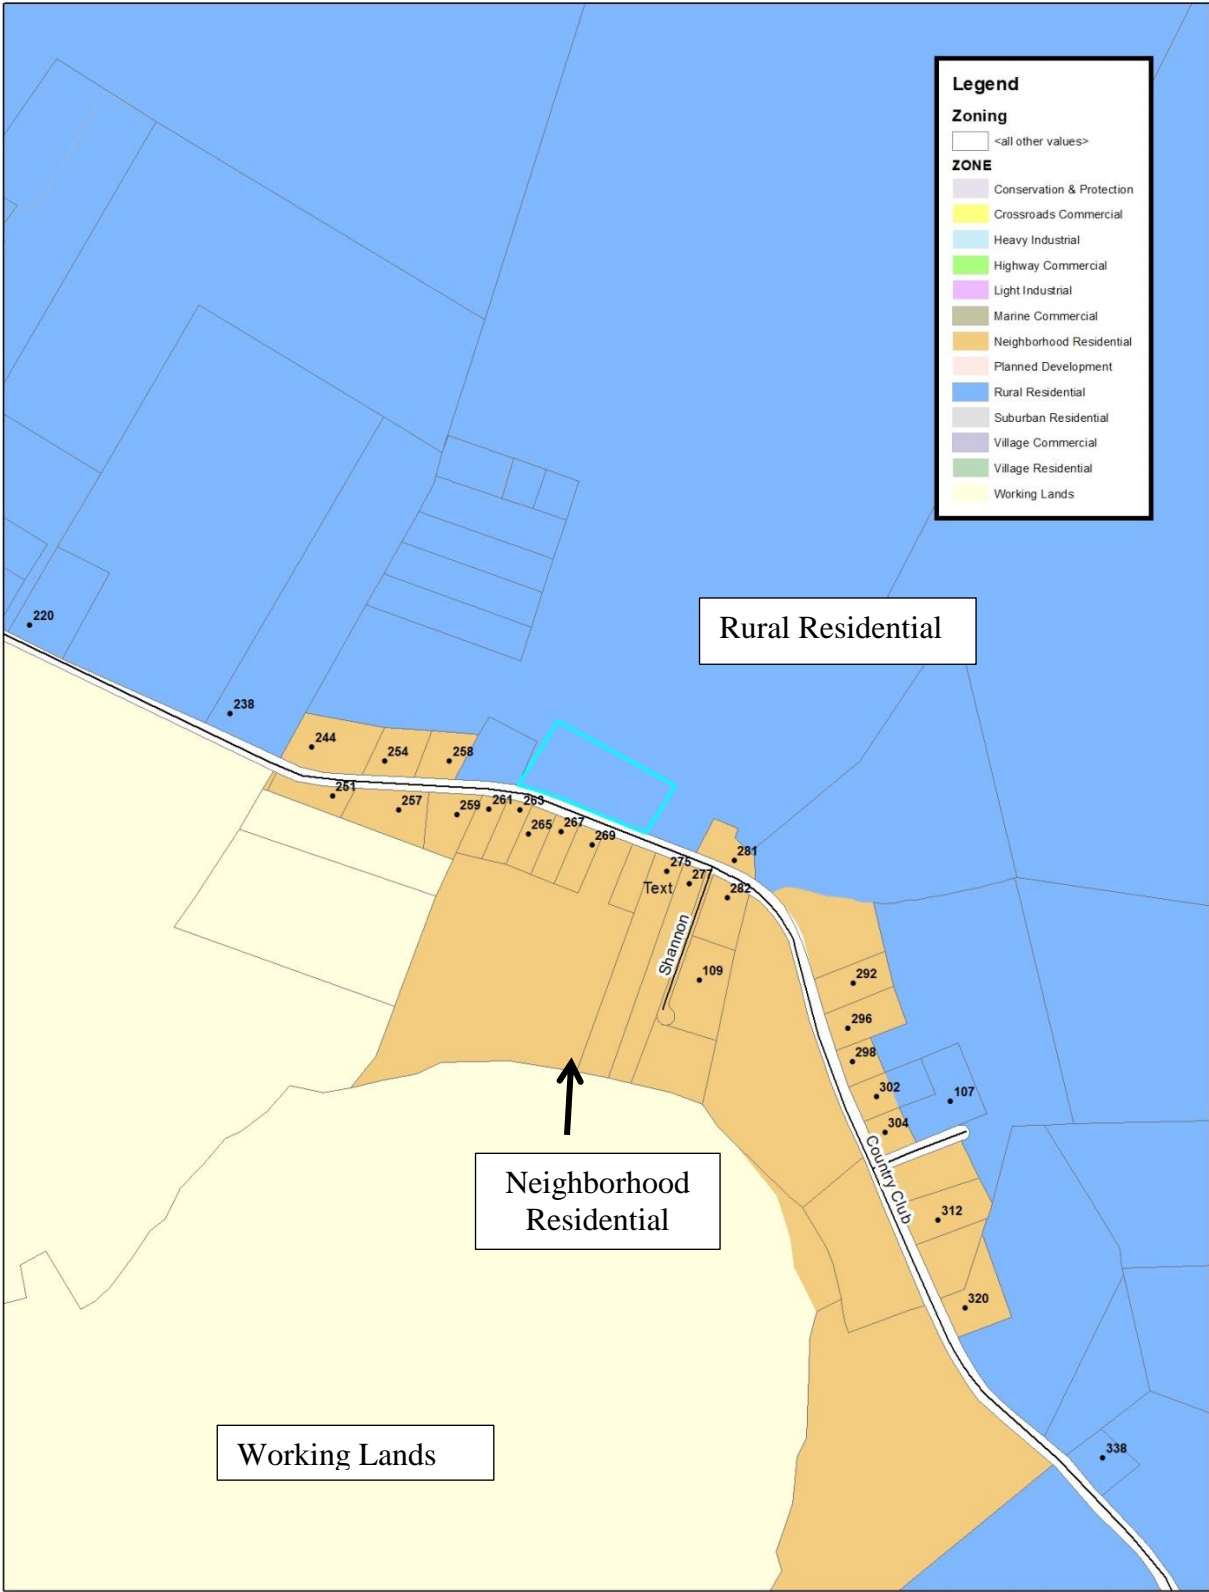 Legend
Zoning
<all other values>
ZONE
Conservation & Protection
Crossroads Commercial
Heavy Industrial
Highway Commercial
Light Industrial
Marine Commercial
Neighborhood Residential
Planned Development
Rural Residential
Suburban Residential
Village Commercial
Village Residential
Working Lands
220
Rural Residential
238
244
254
258
251
257
259
261
263
265
267
269
275
277
281
282
Text
Shannon
109
292
296
298
302
107
304
Country Club
Neighborhood
Residential
312
320
Working Lands
338